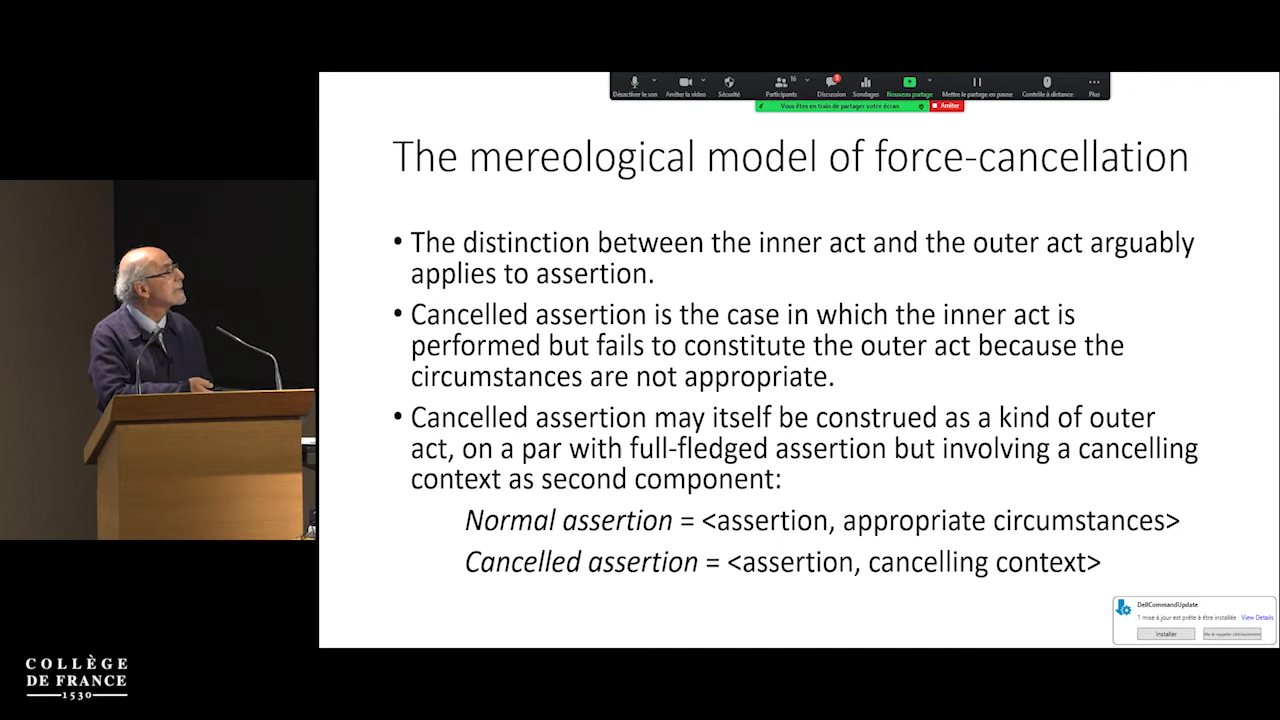 Désactiver le son
Arrêter la vidéo
Sécurité
16
Participants
5
Discussion
Sondages
Nouveau partage
Mettre le partage en pause
Contrôle à distance
Plus
Vous êtes en train de partager votre écran
Arrêter
The mereological model of force-cancellation
• The distinction between the inner act and the outer act arguably
applies to assertion.
• Cancelled assertion is the case in which the inner act is
performed but fails to constitute the outer act because the
circumstances are not appropriate.
• Cancelled assertion may itself be construed as a kind of outer
act, on a par with full-fledged assertion but involving a cancelling
context as second component:
Normal assertion = <assertion, appropriate circumstances>
Cancelled assertion = <assertion, cancelling context>
DellCommandUpdate
1 mise à jour est prête à être installée View Details
Installer
Me le rappeler ultérieurement
COLLÈGE
DE FRANCE
1530